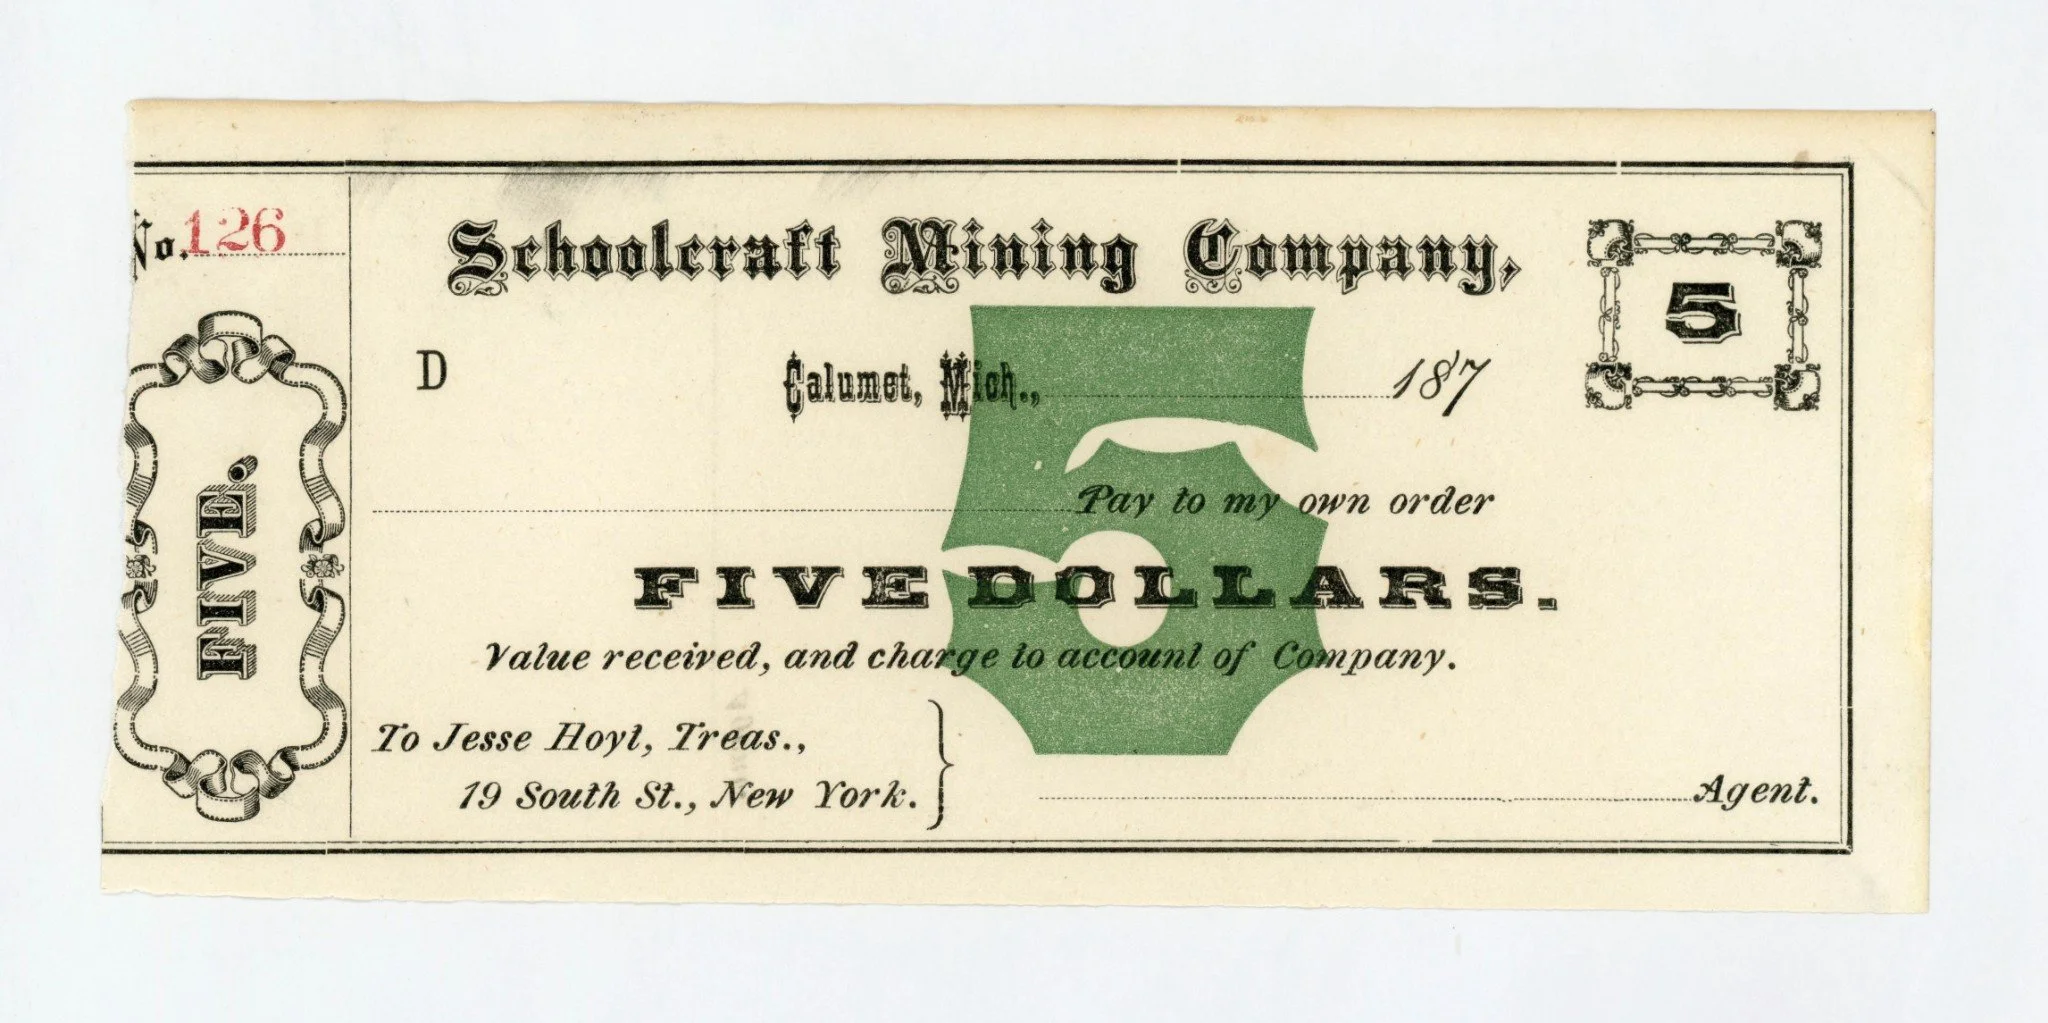 No. 126
Schoolcraft Mining Company,
5
D
Calumet, Mich., 187
Pay to my own order
FIVE DOLLARS.
Value received, and charge to account of Company.
To Jesse Hoyt, Treas.,
19 South St., New York.
Agent.
FIVE.
5